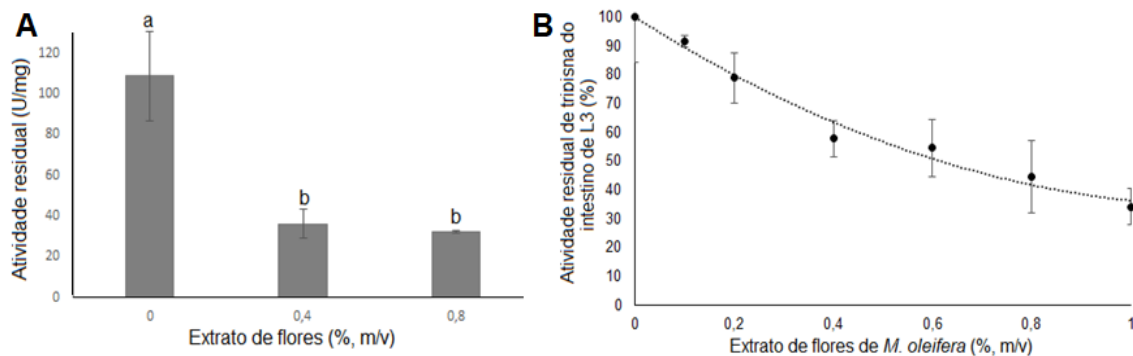 A
a
b
b
Atividade residual (U/mg)
120
100
80
60
40
20
0
0
0,4
0,8
Extrato de flores (%, m/v)
B
Atividade residual de tripisna do
intestino de L3 (%)
100
90
80
70
60
50
40
30
20
10
0
0
0,2
0,4
0,6
0,8
1
Extrato de flores de M. oleifera (%, m/v)